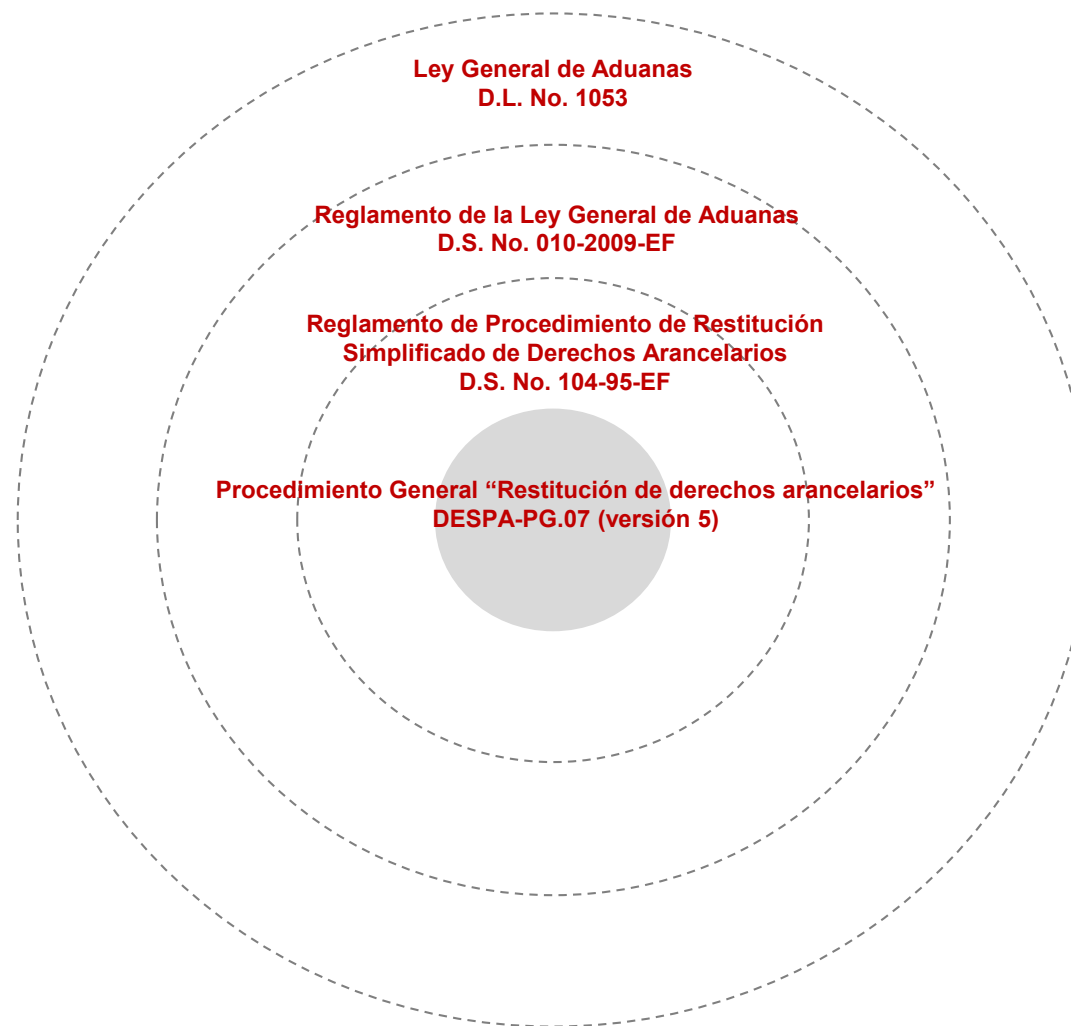 Ley General de Aduanas
D.L. No. 1053
Reglamento de la Ley General de Aduanas
D.S. No. 010-2009-EF
Reglamento de Procedimiento de Restitución
Simplificado de Derechos Arancelarios
D.S. No. 104-95-EF
Procedimiento General “Restitución de derechos arancelarios”
DESPA-PG.07 (versión 5)